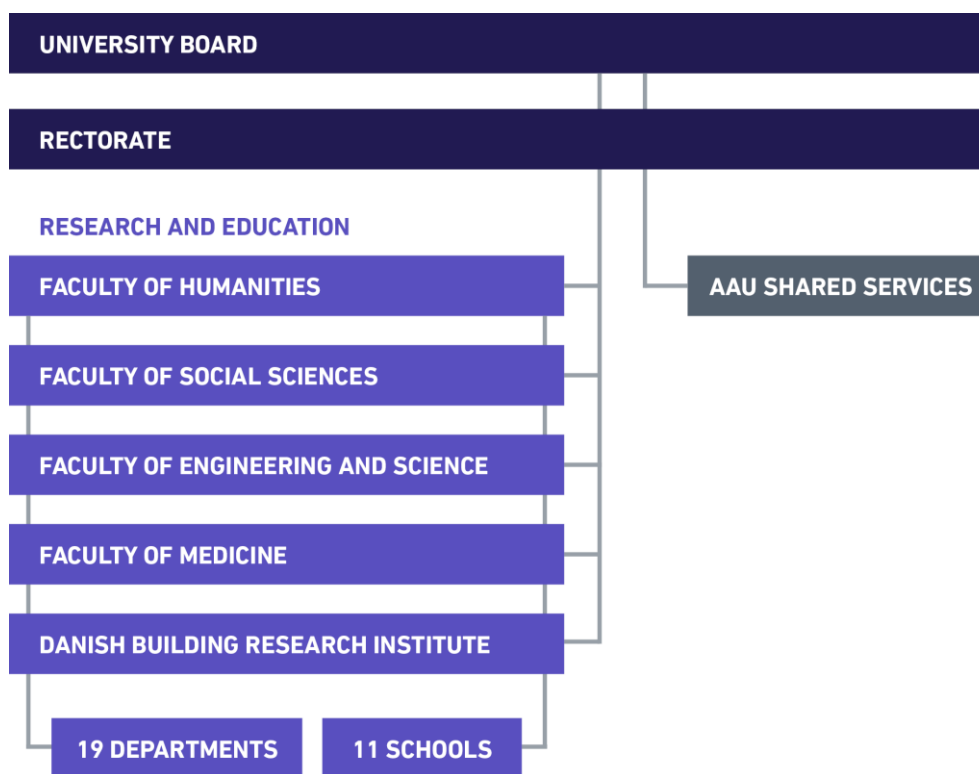 UNIVERSITY BOARD
RECTORATE
RESEARCH AND EDUCATION
FACULTY OF HUMANITIES
AAU SHARED SERVICES
FACULTY OF SOCIAL SCIENCES
FACULTY OF ENGINEERING AND SCIENCE
FACULTY OF MEDICINE
DANISH BUILDING RESEARCH INSTITUTE
19 DEPARTMENTS
11 SCHOOLS